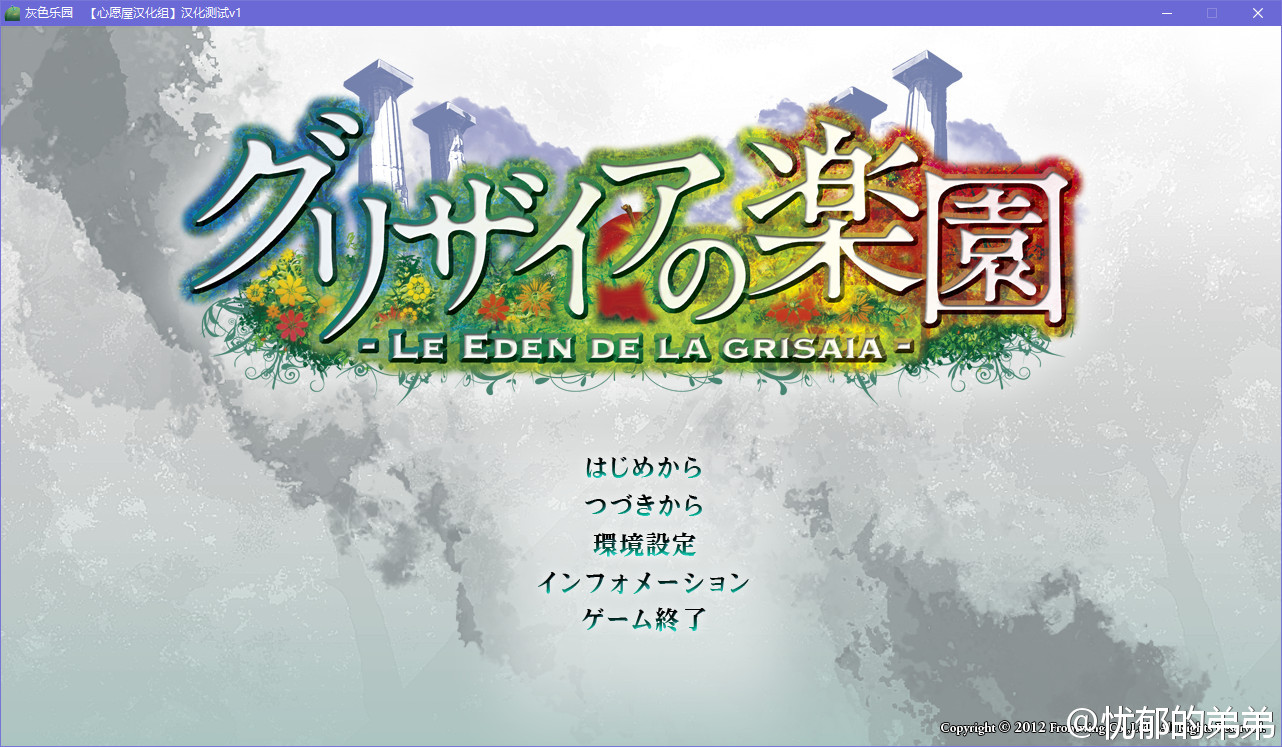 灰色乐园 【心愿屋汉化组】汉化测试v1
グリザイアの楽園
- LE EDEN DE LA GRISAIA -
はじめから
つづきから
環境設定
インフォメーション
ゲーム終了
Copyright © 2012
@忧郁的弟弟